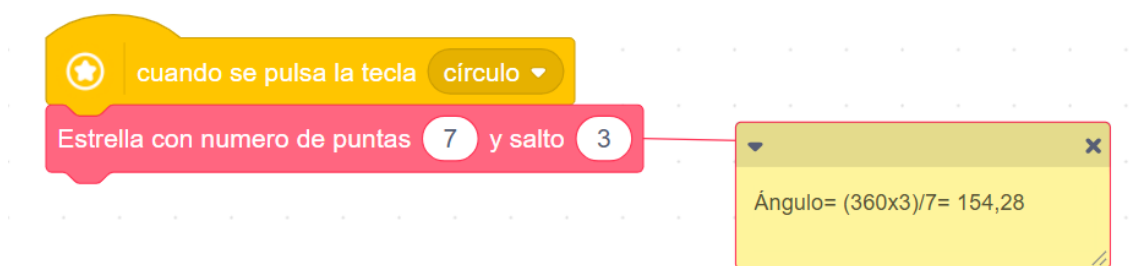 cuando se pulsa la tecla círculo
Estrella con numero de puntas 7 y salto 3
Ángulo= (360x3)/7= 154,28